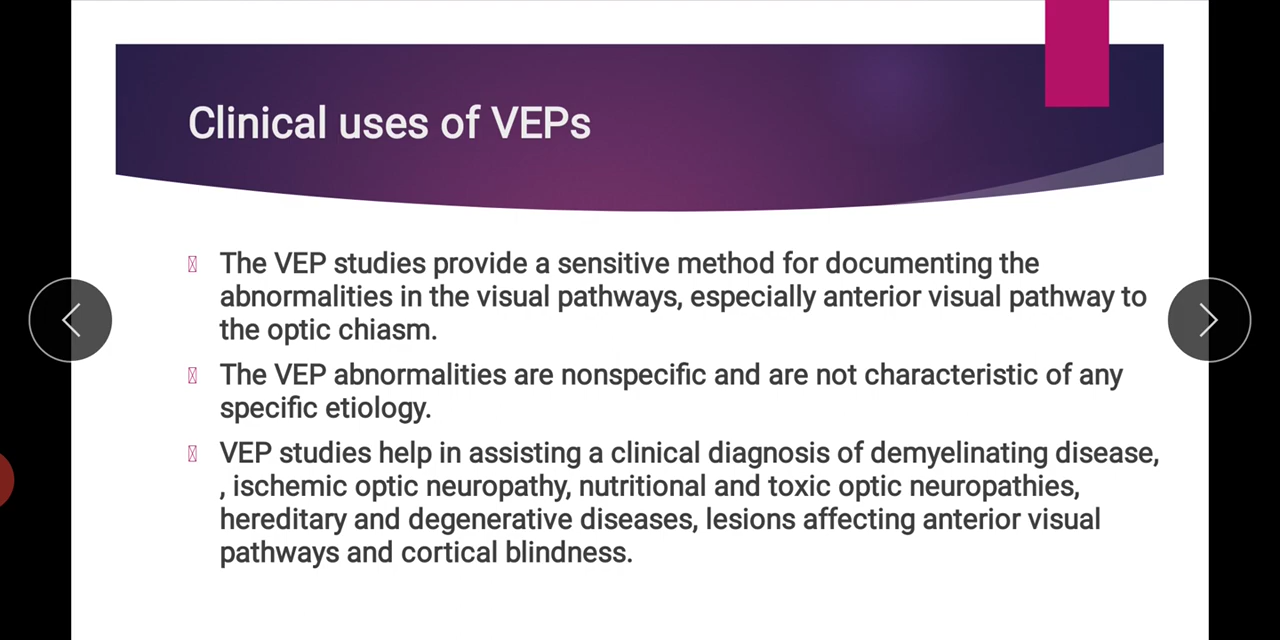 Clinical uses of VEPs
The VEP studies provide a sensitive method for documenting the
abnormalities in the visual pathways, especially anterior visual pathway to
the optic chiasm.
The VEP abnormalities are nonspecific and are not characteristic of any
specific etiology.
VEP studies help in assisting a clinical diagnosis of demyelinating disease,
, ischemic optic neuropathy, nutritional and toxic optic neuropathies,
hereditary and degenerative diseases, lesions affecting anterior visual
pathways and cortical blindness.